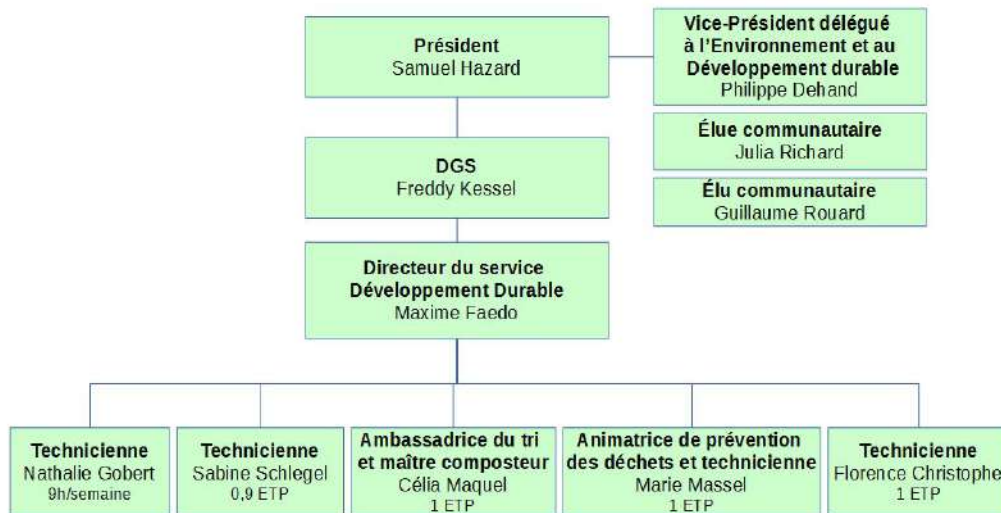 Président
Samuel Hazard
Vice-Président délégué
à l'Environnement et au
Développement durable
Philippe Dehand
Élue communautaire
Julia Richard
Élu communautaire
Guillaume Rouard
DGS
Freddy Kessel
Directeur du service
Développement Durable
Maxime Faedo
Technicienne
Nathalie Gobert
9h/semaine
Technicienne
Sabine Schlegel
0,9 ETP
Ambassadrice du tri
et maître composteur
Célia Maquel
1 ETP
Animatrice de prévention
des déchets et technicienne
Marie Massel
1 ETP
Technicienne
Florence Christophe
1 ETP